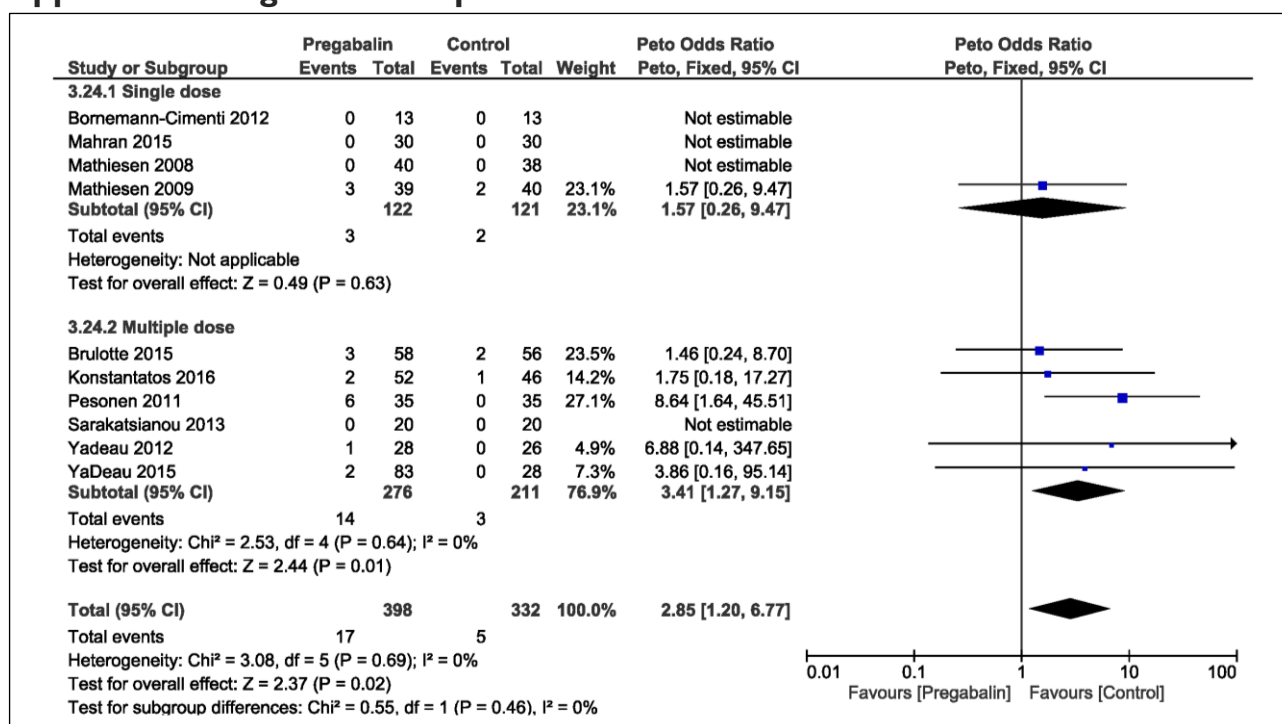 Pregabalin Control Peto Odds Ratio Peto Odds Ratio
Study or Subgroup Events Total Events Total Weight Peto, Fixed, 95% CI Peto, Fixed, 95% CI
3.24.1 Single dose
Bornemann-Cimenti 2012 0 13 0 13 Not estimable
Mahran 2015 0 30 0 30 Not estimable
Mathiesen 2008 0 40 0 38 Not estimable
Mathiesen 2009 3 39 2 40 23.1% 1.57 [0.26, 9.47]
Subtotal (95% CI) 122 121 23.1% 1.57 [0.26, 9.47]
Total events 3 2
Heterogeneity: Not applicable
Test for overall effect: Z = 0.49 (P = 0.63)
3.24.2 Multiple dose
Brulotte 2015 3 58 2 56 23.5% 1.46 [0.24, 8.70]
Konstantatos 2016 2 52 1 46 14.2% 1.75 [0.18, 17.27]
Pesonen 2011 6 35 0 35 27.1% 8.64 [1.64, 45.51]
Sarakatsianou 2013 0 20 0 20 Not estimable
Yadeau 2012 1 28 0 26 4.9% 6.88 [0.14, 347.65]
YaDeau 2015 2 83 0 28 7.3% 3.86 [0.16, 95.14]
Subtotal (95% CI) 276 211 76.9% 3.41 [1.27, 9.15]
Total events 14 3
Heterogeneity: Chi² = 2.53, df = 4 (P = 0.64); I² = 0%
Test for overall effect: Z = 2.44 (P = 0.01)
Total (95% CI) 398 332 100.0% 2.85 [1.20, 6.77]
Total events 17 5
Heterogeneity: Chi² = 3.08, df = 5 (P = 0.69); I² = 0%
Test for overall effect: Z = 2.37 (P = 0.02)
Test for subgroup differences: Chi² = 0.55, df = 1 (P = 0.46), I² = 0%
0.01 0.1 1 10 100
Favours [Pregabalin] Favours [Control]